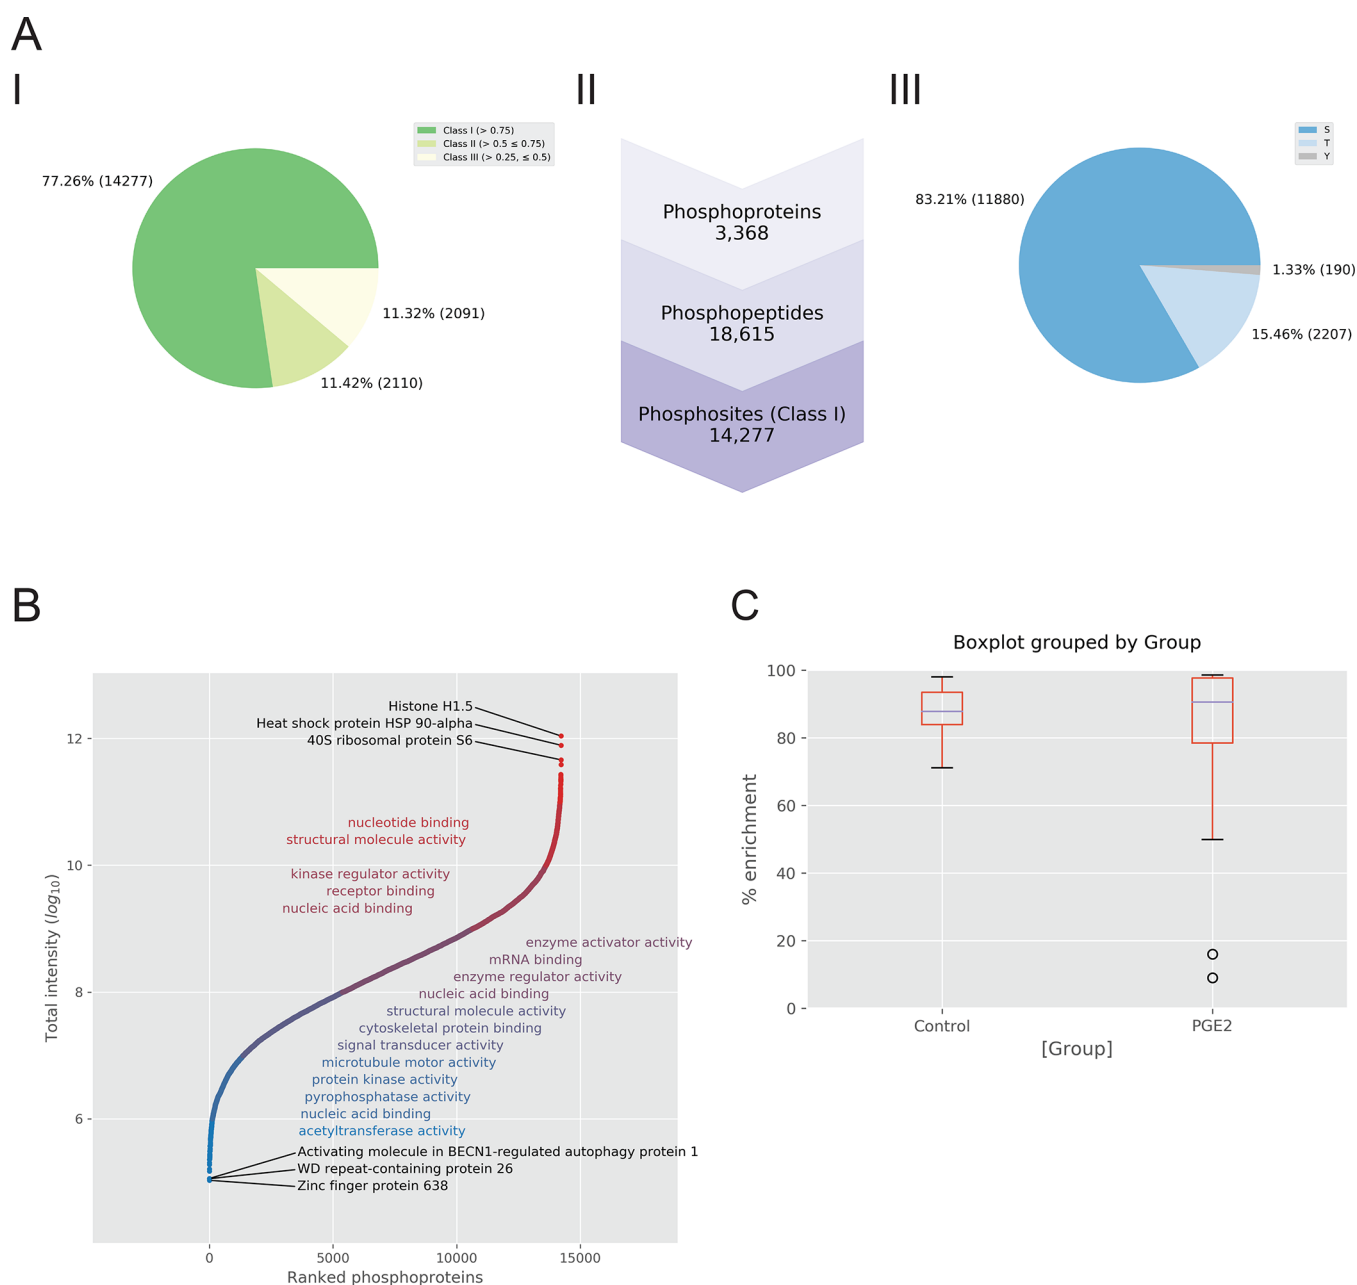 A
I
II
III
Class I (> 0.75)
Class II (> 0.5 ≤ 0.75)
Class III (> 0.25, ≤ 0.5)
77.26% (14277)
11.32% (2091)
11.42% (2110)
Phosphoproteins
3,368
Phosphopeptides
18,615
Phosphosites (Class I)
14,277
S
T
Y
83.21% (11880)
1.33% (190)
15.46% (2207)
B
Histone H1.5
Heat shock protein HSP 90-alpha
40S ribosomal protein S6
nucleotide binding
structural molecule activity
kinase regulator activity
receptor binding
nucleic acid binding
enzyme activator activity
mRNA binding
enzyme regulator activity
nucleic acid binding
structural molecule activity
cytoskeletal protein binding
signal transducer activity
microtubule motor activity
protein kinase activity
pyrophosphatase activity
nucleic acid binding
acetyltransferase activity
Activating molecule in BECN1-regulated autophagy protein 1
WD repeat-containing protein 26
Zinc finger protein 638
12
10
8
6
Total intensity (log10)
0 5000 10000 15000
Ranked phosphoproteins
C
Boxplot grouped by Group
100
80
60
40
20
0
% enrichment
Control PGE2
[Group]